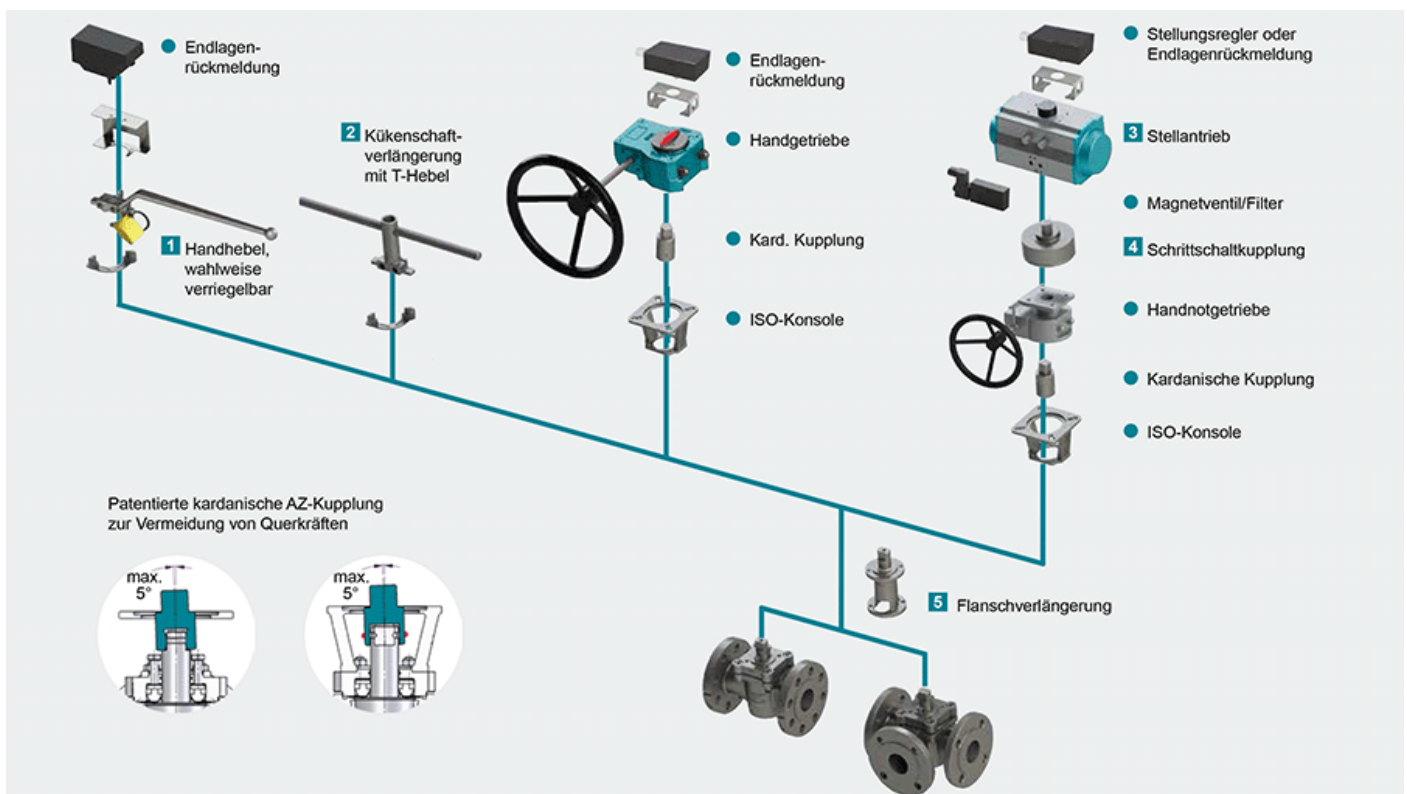 Endlagen-
rückmeldung
1 Handhebel,
wahlweise
verriegelbar
2 Kükenschaft-
verlängerung
mit T-Hebel
Endlagen-
rückmeldung
Handgetriebe
Kard. Kupplung
ISO-Konsole
Stellungsregler oder
Endlagenrückmeldung
3 Stellantrieb
Magnetventil/Filter
4 Schrittschaltkupplung
Handnotgetriebe
Kardanische Kupplung
ISO-Konsole
5 Flanschverlängerung
Patentierte kardanische AZ-Kupplung
zur Vermeidung von Querkräften
max.
5°
max.
5°